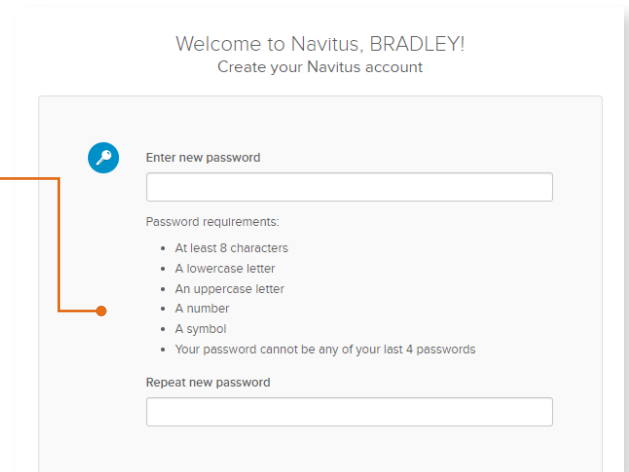 Welcome to Navitus, BRADLEY!
Create your Navitus account
Enter new password
Password requirements:
• At least 8 characters
• A lowercase letter
• An uppercase letter
• A number
• A symbol
• Your password cannot be any of your last 4 passwords
Repeat new password